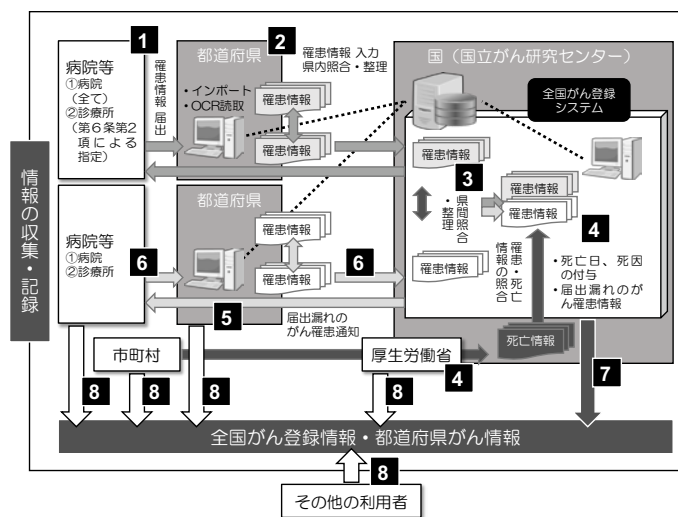 1
病院等
①病院
（全て）
②診療所
（第６条第２
項による
指定）
罹患情報 届出
都道府県
2
・インポート
・OCR読取
罹患情報
罹患情報
罹患情報 入力
県内照合・整理
国（国立がん研究センター）
全国がん登録
システム
罹患情報
3
・県間照合
・整理
罹患情報
罹患情報
罹患情報
4
罹患・死亡
情報の照合
・死亡日、死因
の付与
・届出漏れのが
ん罹患情報
情報の収集・記録
病院等
①病院
②診療所
6
都道府県
罹患情報
罹患情報
6
5
届出漏れの
がん罹患通知
市町村
厚生労働省
4
死亡情報
7
8
8
8
8
全国がん登録情報・都道府県がん情報
8
その他の利用者